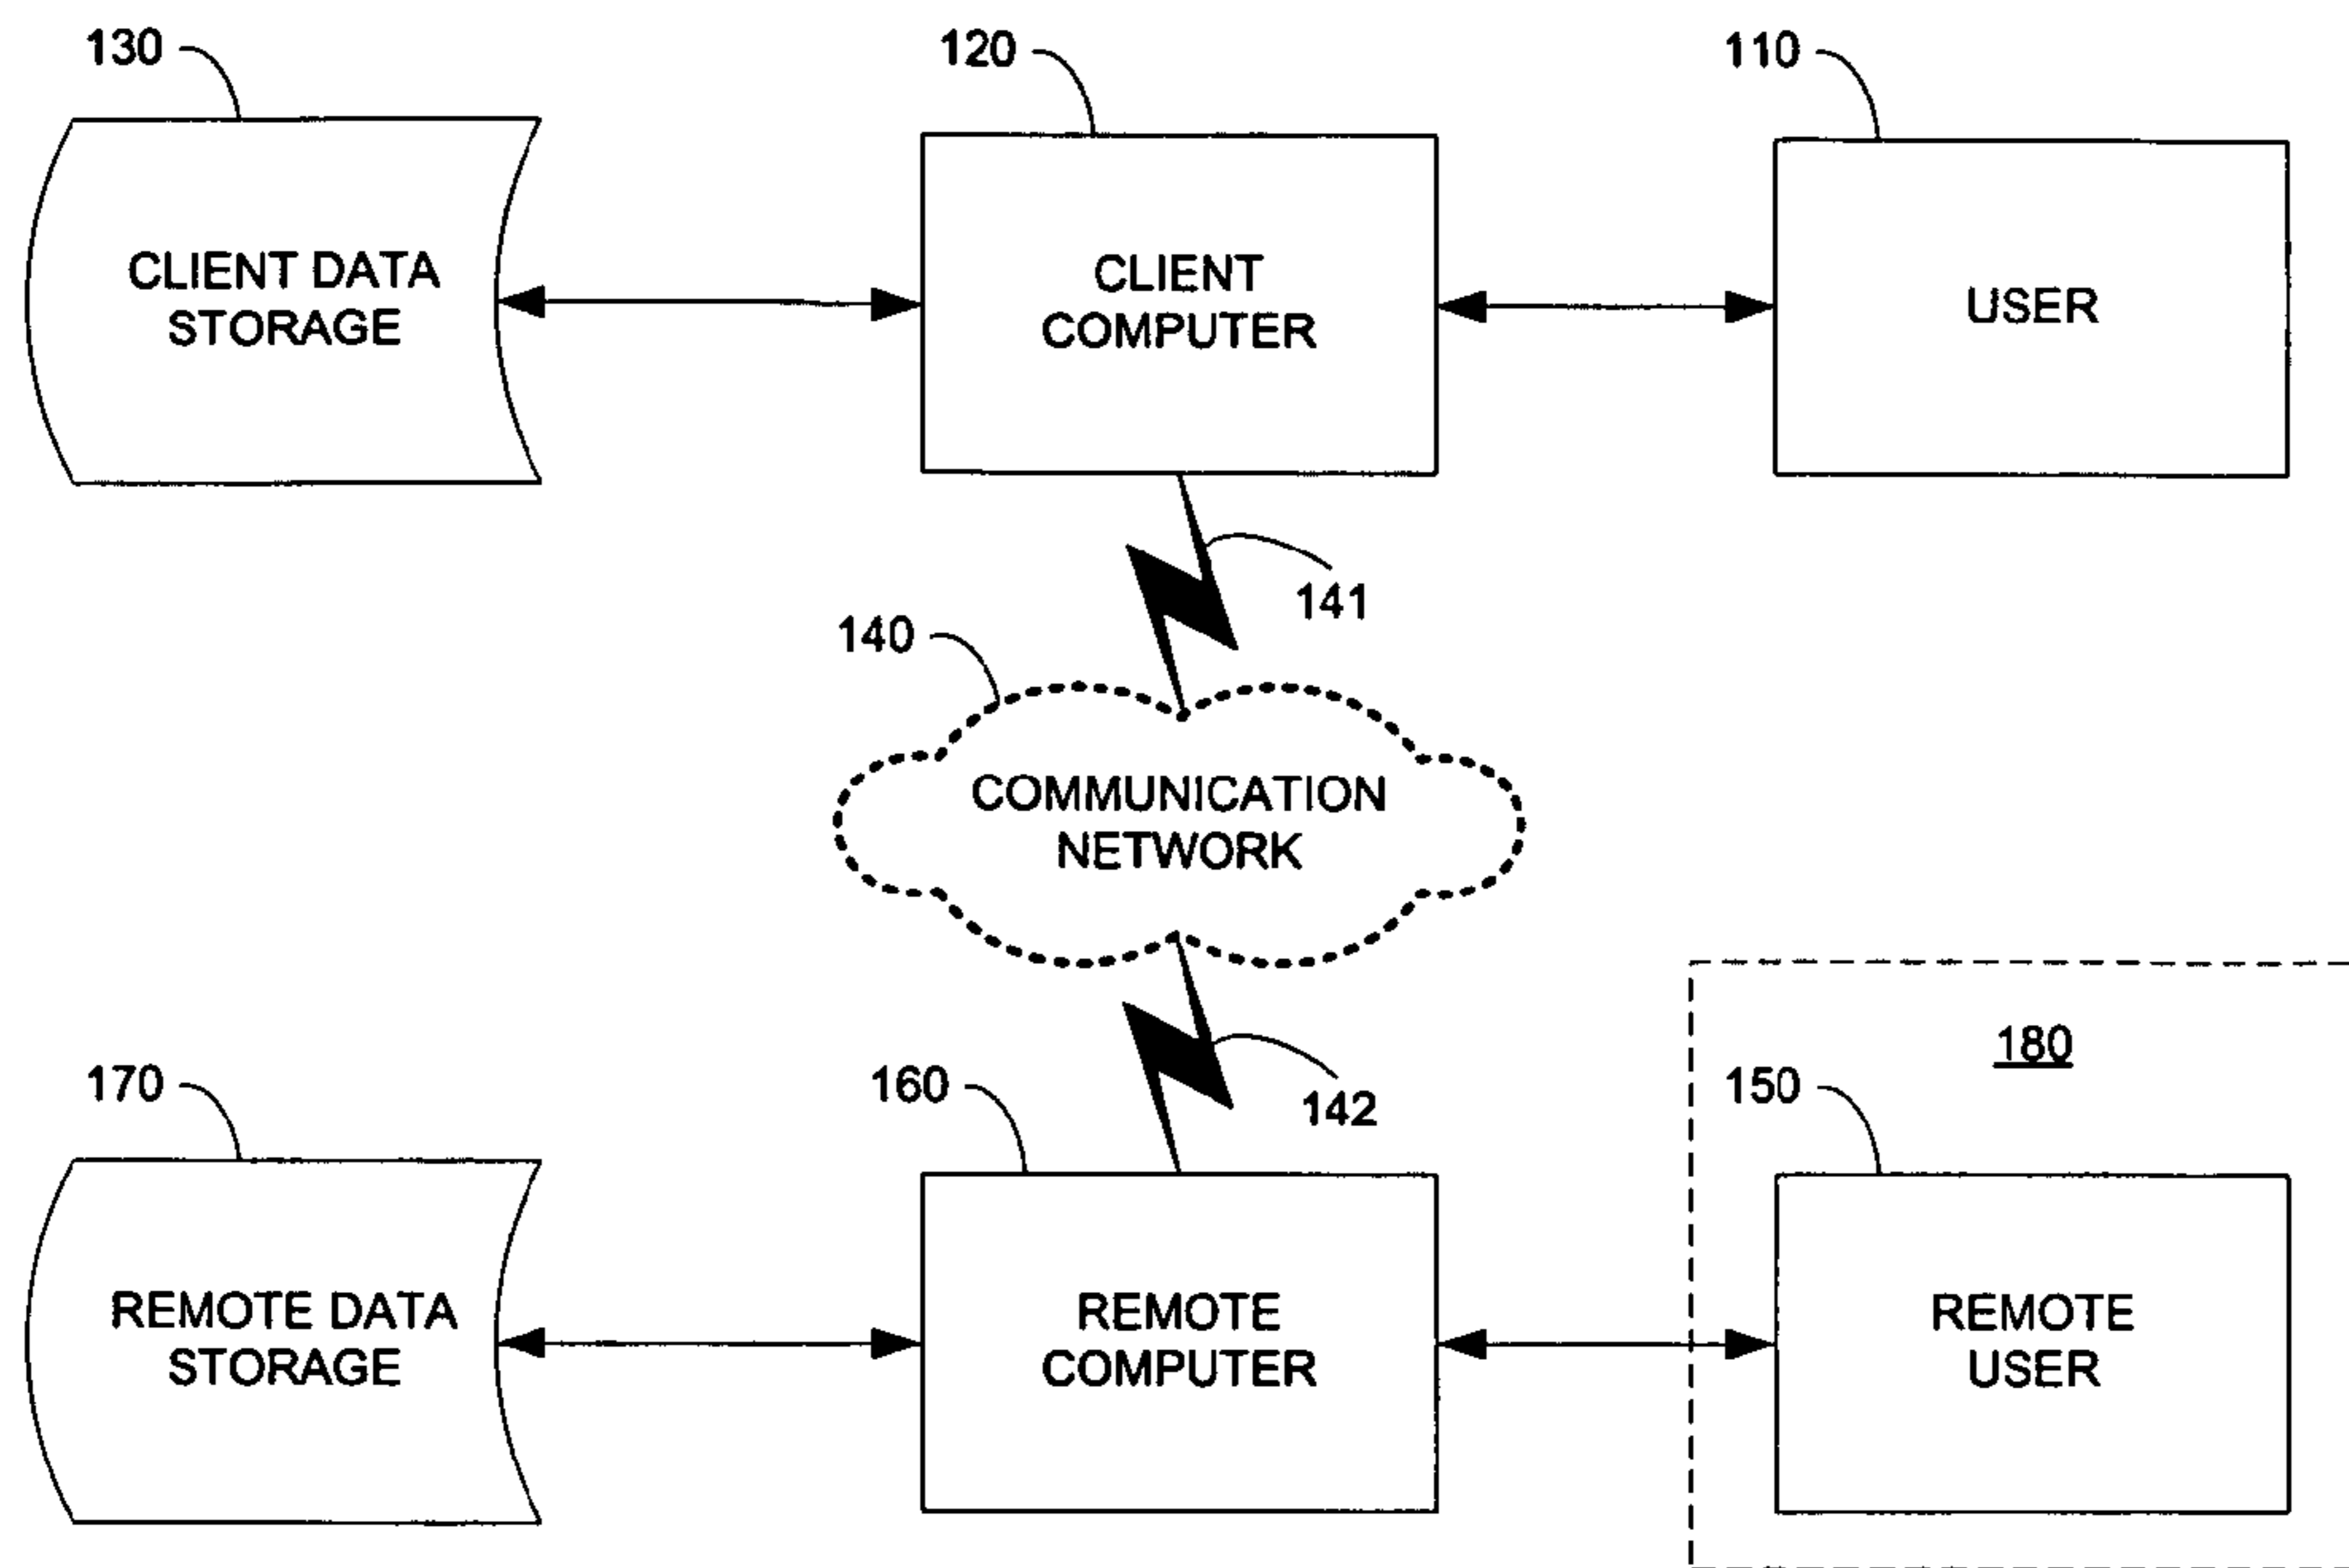 130
120
110
CLIENT DATA
STORAGE
CLIENT
COMPUTER
USER
141
140
COMMUNICATION
NETWORK
180
170
160
142
150
REMOTE DATA
STORAGE
REMOTE
COMPUTER
REMOTE
USER